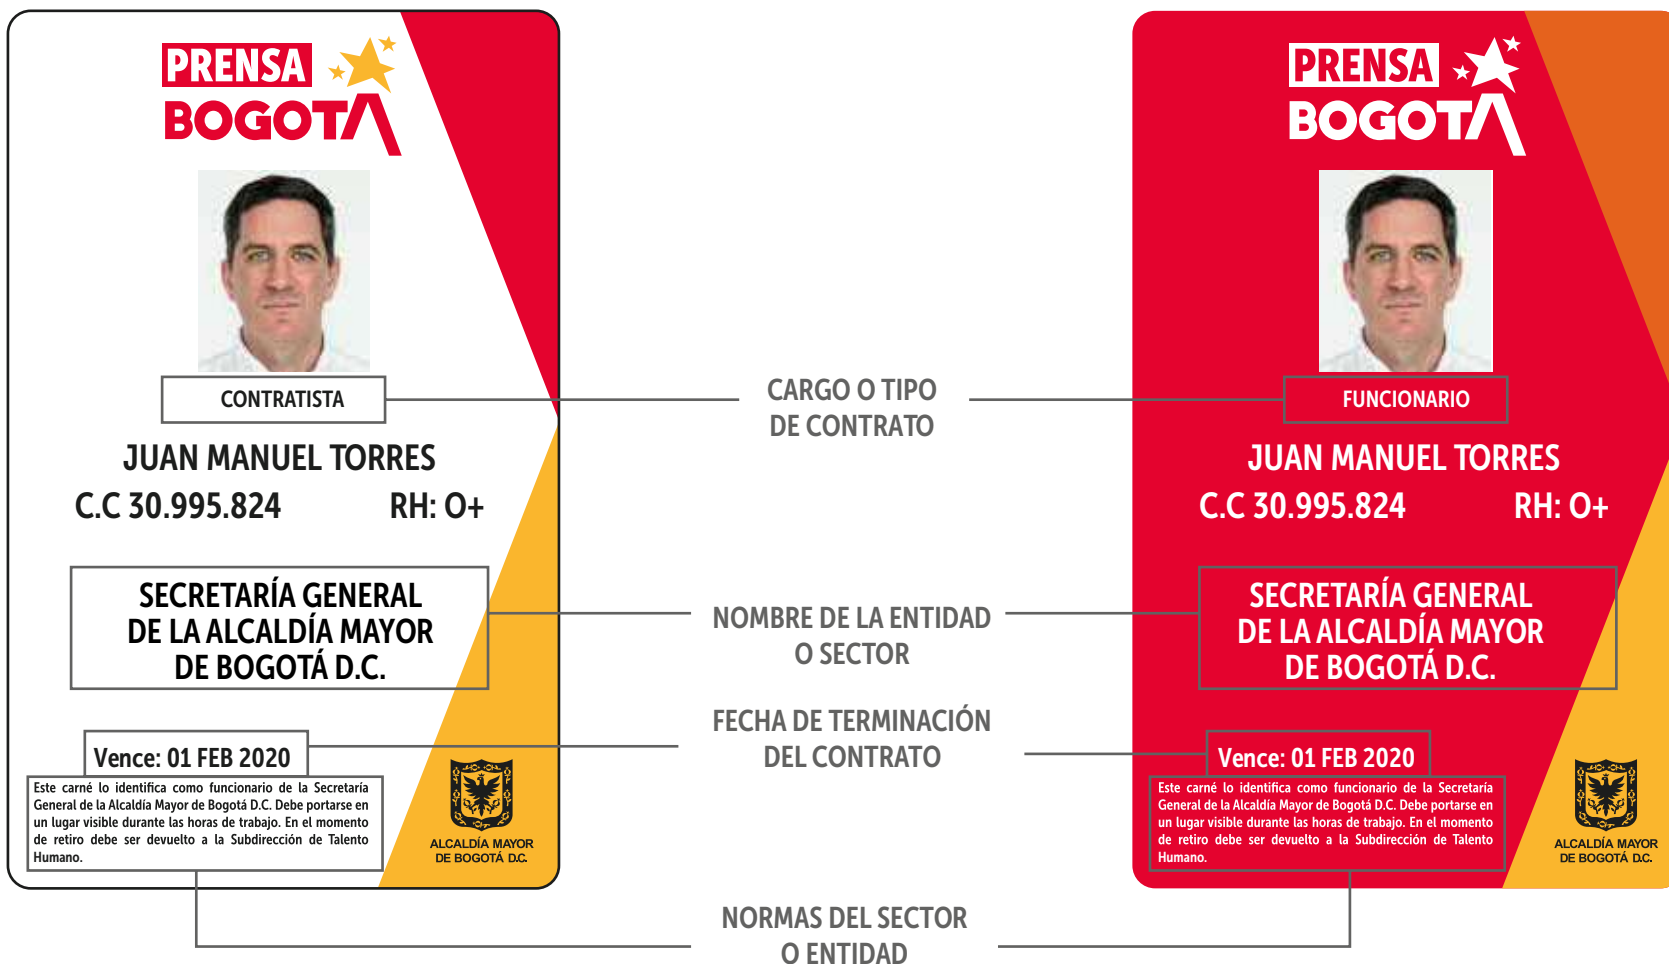 PRENSA
BOGOTÁ
CONTRATISTA
JUAN MANUEL TORRES
C.C 30.995.824 RH: O+
SECRETARÍA GENERAL
DE LA ALCALDÍA MAYOR
DE BOGOTÁ D.C.
Vence: 01 FEB 2020
Este carné lo identifica como funcionario de la Secretaría
General de la Alcaldía Mayor de Bogotá D.C. Debe portarse en
un lugar visible durante las horas de trabajo. En el momento
de retiro debe ser devuelto a la Subdirección de Talento
Humano.
ALCALDÍA MAYOR
DE BOGOTÁ D.C.
CARGO O TIPO
DE CONTRATO
NOMBRE DE LA ENTIDAD
O SECTOR
FECHA DE TERMINACIÓN
DEL CONTRATO
NORMAS DEL SECTOR
O ENTIDAD
PRENSA
BOGOTÁ
FUNCIONARIO
JUAN MANUEL TORRES
C.C 30.995.824 RH: O+
SECRETARÍA GENERAL
DE LA ALCALDÍA MAYOR
DE BOGOTÁ D.C.
Vence: 01 FEB 2020
Este carné lo identifica como funcionario de la Secretaría
General de la Alcaldía Mayor de Bogotá D.C. Debe portarse en
un lugar visible durante las horas de trabajo. En el momento
de retiro debe ser devuelto a la Subdirección de Talento
Humano.
ALCALDÍA MAYOR
DE BOGOTÁ D.C.